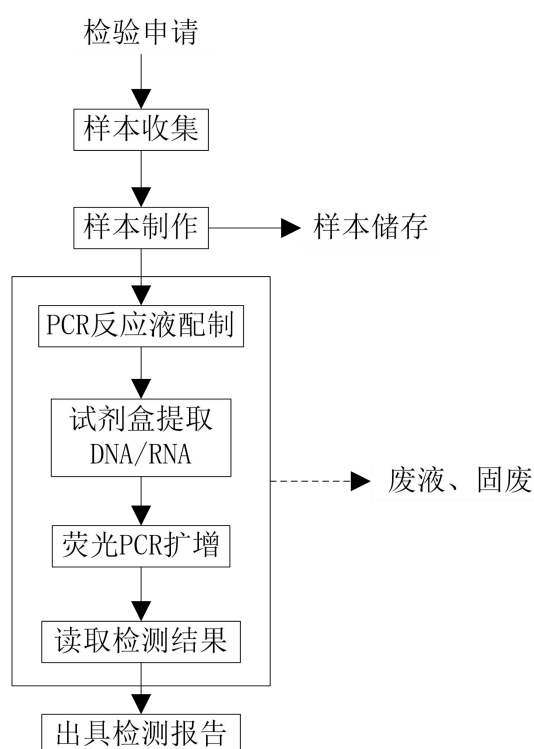 检验申请
样本收集
样本制作
样本储存
PCR反应液配制
试剂盒提取
DNA/RNA
废液、固废
荧光PCR扩增
读取检测结果
出具检测报告